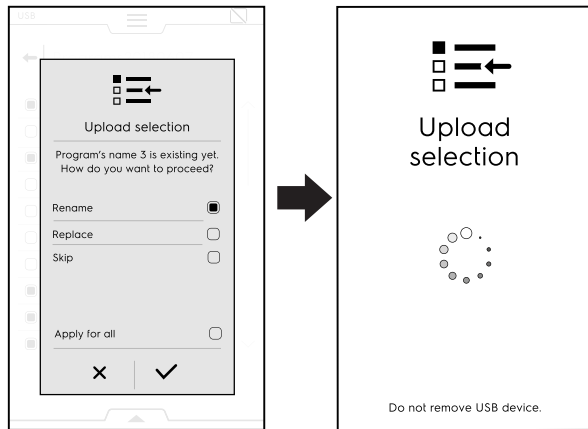 USB
Upload selection
Program's name 3 is existing yet.
How do you want to proceed?
Rename
Replace
Skip
Apply for all
Upload
selection
Do not remove USB device.